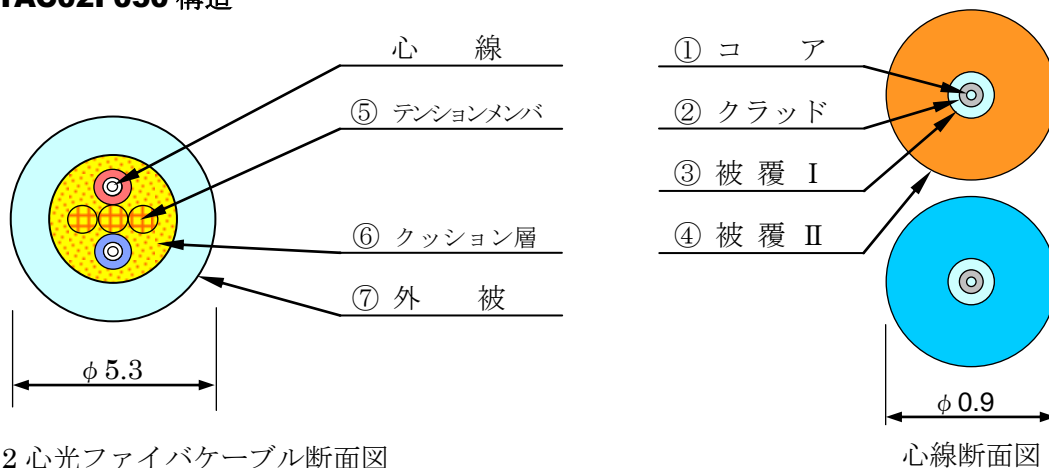 構造
心 線
⑤ テンションメンバ
⑥ クッション層
⑦ 外 被
φ5.3
2心光ファイバケーブル断面図
① コ ア
② クラッド
③ 被 覆 Ⅰ
④ 被 覆 Ⅱ
φ0.9
心線断面図